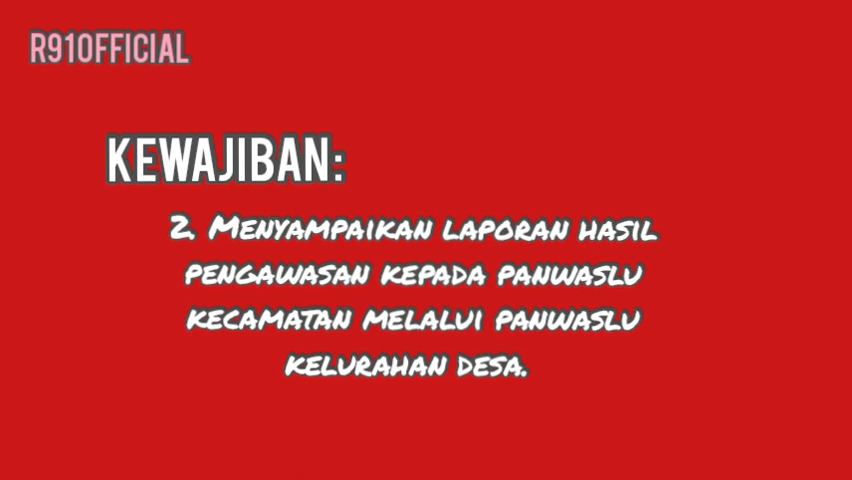 R91OFFICIAL
KEWAJIBAN:
2. MENYAMPAIKAN LAPORAN HASIL
PENGAWASAN KEPADA PANWASLU
KECAMATAN MELALUI PANWASLU
KELURAHAN DESA.